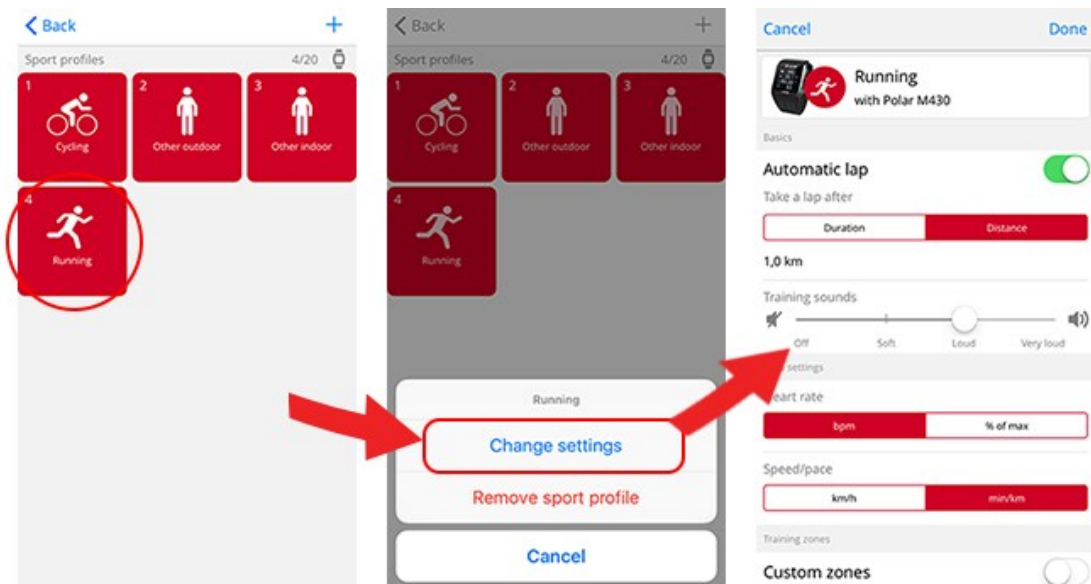 Back +
Sport profiles 4/20
1 2 3
Cycling Other outdoor Other indoor
4
Running
Back +
Sport profiles 4/20
1 2 3
Cycling Other outdoor Other indoor
4
Running
Running
Change settings
Remove sport profile
Cancel
Cancel Done
Running
with Polar M430
Basics
Automatic lap
Take a lap after
Duration Distance
1,0 km
Training sounds
Off Soft Loud Very loud
settings
eart rate
bpm % of max
Speed/pace
km/h min/km
Training zones
Custom zones